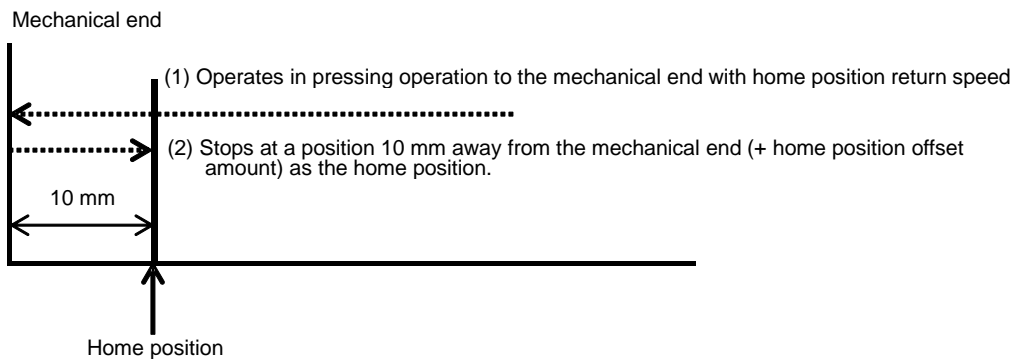 Mechanical end
(1) Operates in pressing operation to the mechanical end with home position return speed
(2) Stops at a position 10 mm away from the mechanical end (+ home position offset
amount) as the home position.
10 mm
Home position